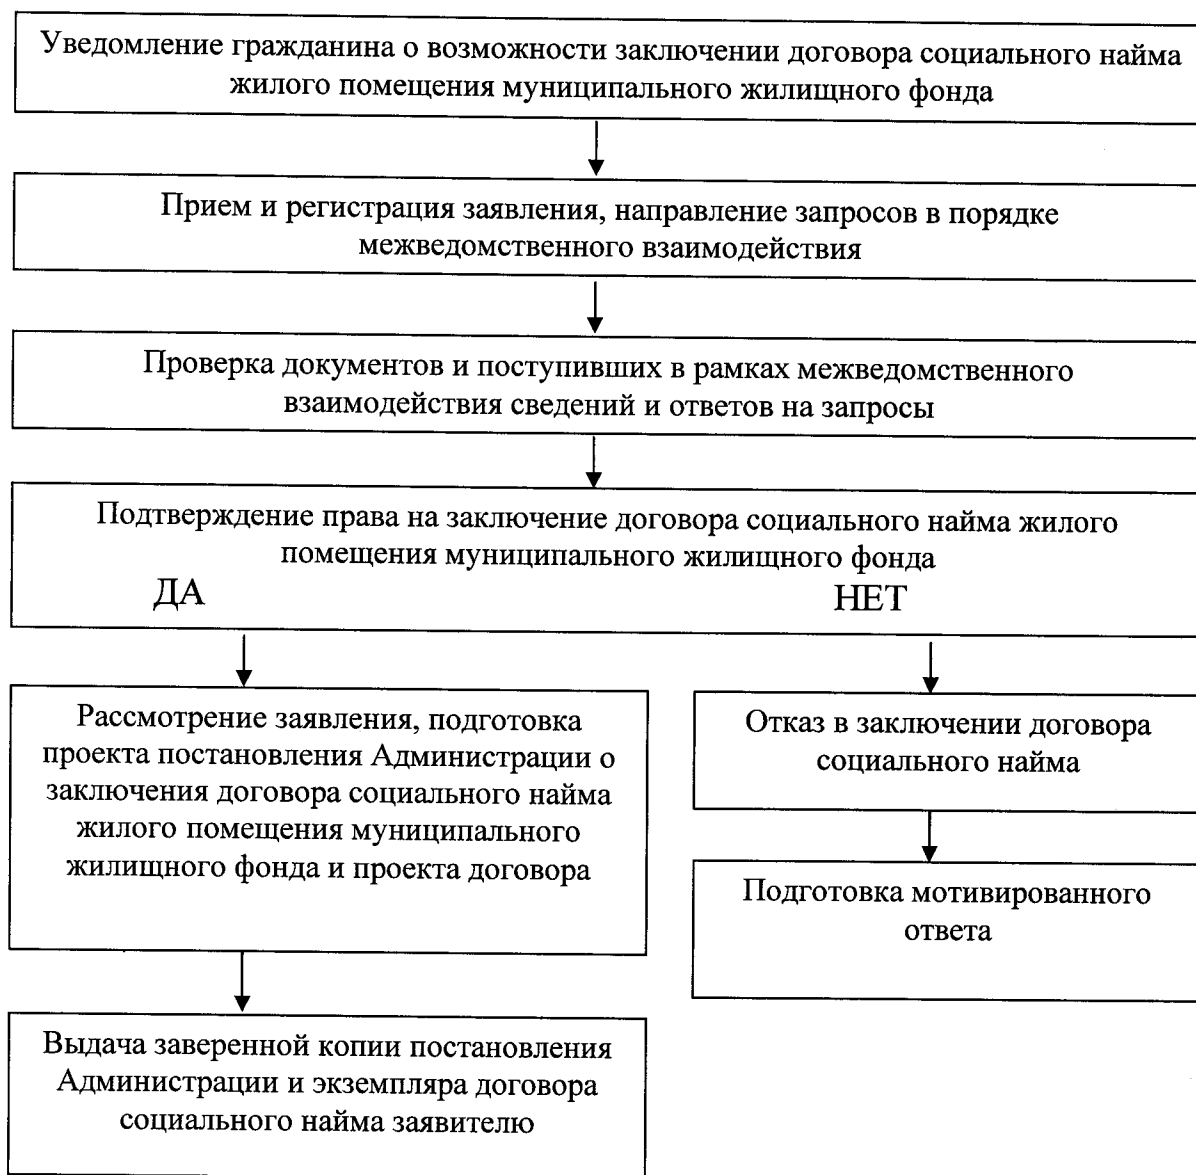 Уведомление гражданина о возможности заключении договора социального найма
жилого помещения муниципального жилищного фонда
Прием и регистрация заявления, направление запросов в порядке
межведомственного взаимодействия
Проверка документов и поступивших в рамках межведомственного
взаимодействия сведений и ответов на запросы
Подтверждение права на заключение договора социального найма жилого
помещения муниципального жилищного фонда
ДА НЕТ
Рассмотрение заявления, подготовка
проекта постановления Администрации о
заключения договора социального найма
жилого помещения муниципального
жилищного фонда и проекта договора
Отказ в заключении договора
социального найма
Подготовка мотивированного
ответа
Выдача заверенной копии постановления
Администрации и экземпляра договора
социального найма заявителю